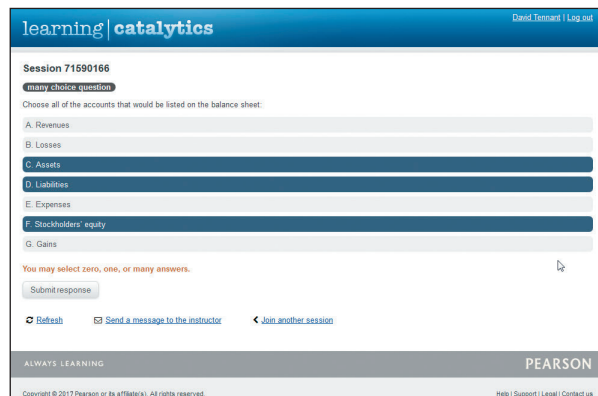 learning | catalytics
David Tennant | Log out
Session 71590166
many choice question
Choose all of the accounts that would be listed on the balance sheet:
A. Revenues
B. Losses
C. Assets
D. Liabilities
E. Expenses
F. Stockholders' equity
G. Gains
You may select zero, one, or many answers.
Submit response
Refresh Send a message to the instructor Join another session
ALWAYS LEARNING PEARSON
Copyright © 2017 Pearson or its affiliate(s). All rights reserved. Help | Support | Legal | Contact us